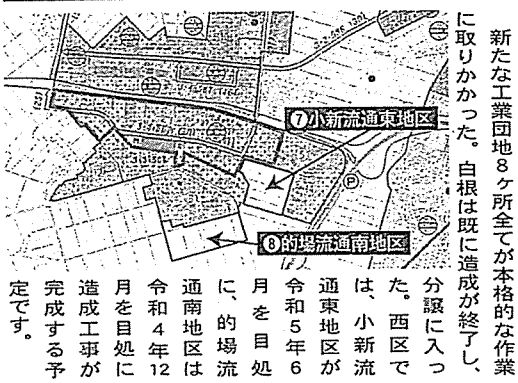 新たな工業団地8ヶ所全てが本格的な作業
に取りかかった。白根は既に造成が終了し、
分譲に入っ
た。西区で
は、小新流
通東地区が
令和5年6
月を目処
に、的場流
通南地区は
令和4年12
月を目処に
造成工事が
完成する予
定です。
⑦小新流通東地区
⑧的場流通南地区
P